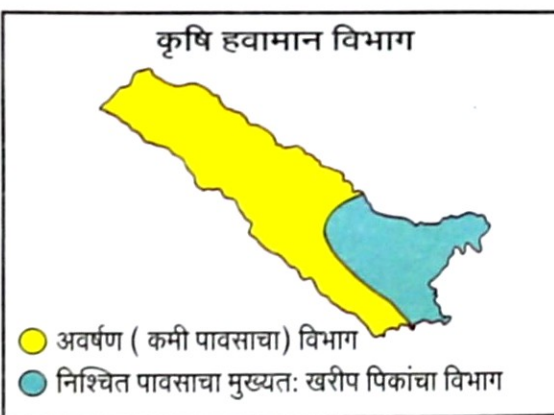 कृषि हवामान विभाग
अवर्षण ( कमी पावसाचा) विभाग
निश्चित पावसाचा मुख्यत: खरीप पिकांचा विभाग